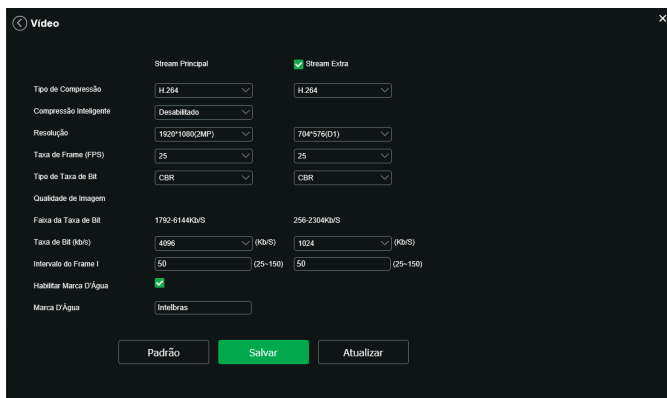 Vídeo
Stream Principal Stream Extra
Tipo de Compressão H.264 H.264
Compressão Inteligente Desabilitado
Resolução 1920*1080(2MP) 704*576(D1)
Taxa de Frame (FPS) 25 25
Tipo de Taxa de Bit CBR CBR
Qualidade de Imagem
Faixa da Taxa de Bit 1792-6144Kb/S 256-2304Kb/S
Taxa de Bit (kb/s) 4096 (Kb/S) 1024 (Kb/S)
Intervalo do Frame I 50 (25~150) 50 (25~150)
Habilitar Marca D'Água
Marca D'Água Intelbras
Padrão Salvar Atualizar